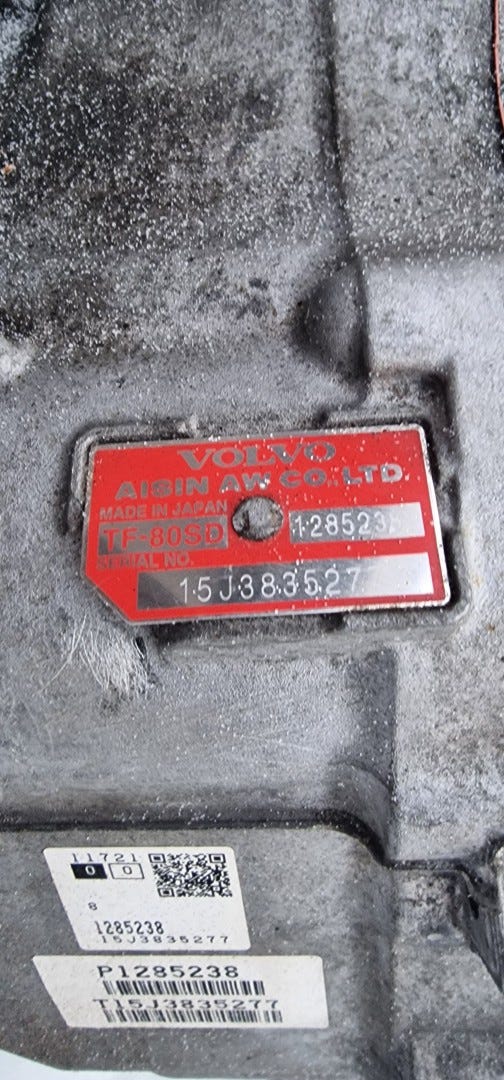 VOLVO
AISIN AW CO., LTD.
MADE IN JAPAN
TF-80SD 1285238
SERIAL NO.
15J383527
11721
0 0
8
1285238
15J3835277
P1285238
T15J3835277